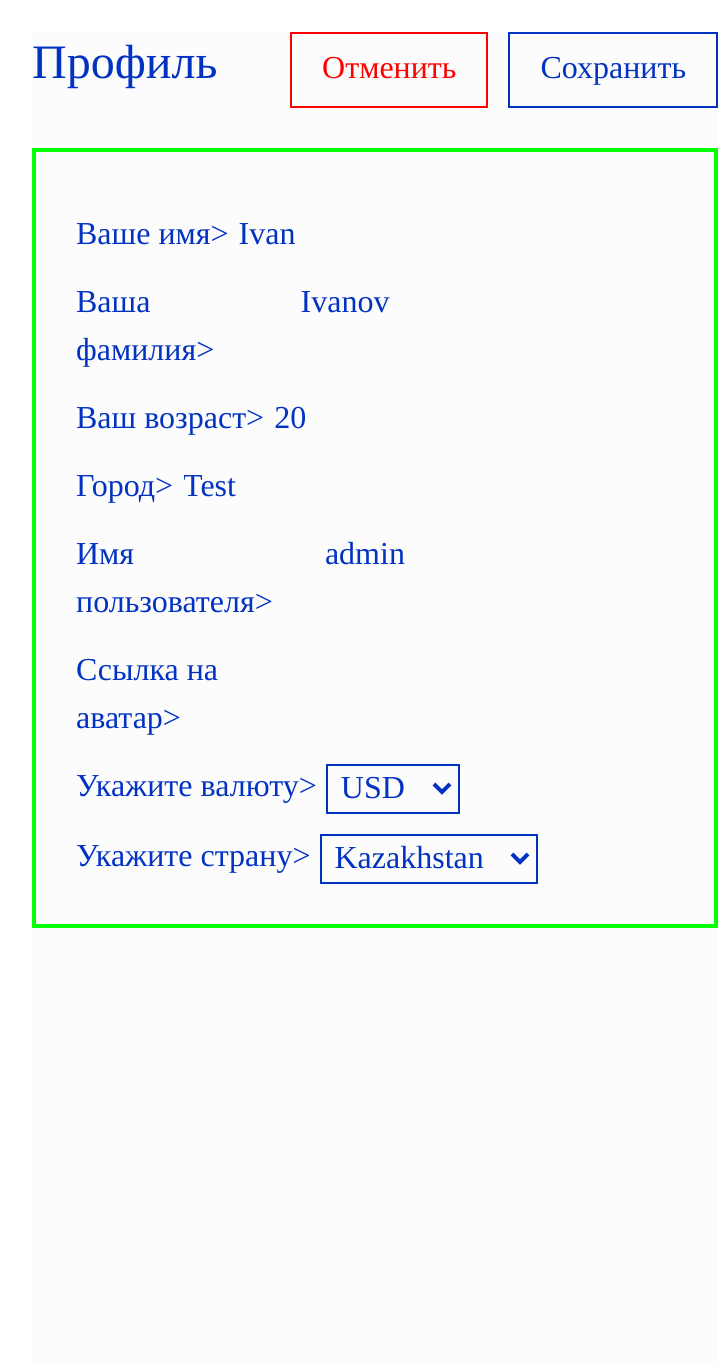 Профиль Отменить Сохранить
Ваше имя> Ivan
Ваша Ivanov
фамилия>
Ваш возраст> 20
Город> Test
Имя admin
пользователя>
Ссылка на
аватар>
Укажите валюту> USD
Укажите страну> Kazakhstan